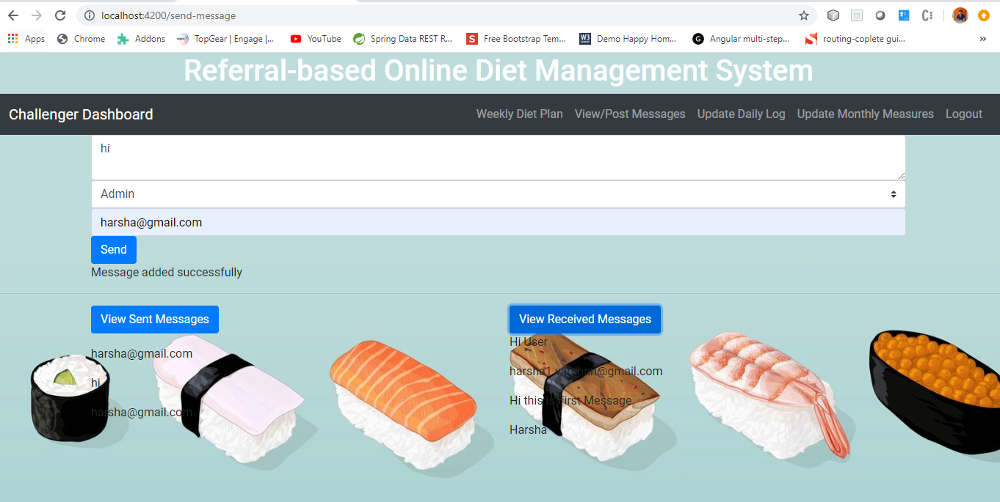 localhost:4200/send-message
Apps Chrome Addons TopGear | Engage |... YouTube Spring Data REST R... Free Bootstrap Tem... Demo Happy Hom... Angular multi-step... routing-coplete gui... »
Referral-based Online Diet Management System
Challenger Dashboard Weekly Diet Plan View/Post Messages Update Daily Log Update Monthly Measures Logout
hi
Admin
harsha@gmail.com
Send
Message added successfully
View Sent Messages View Received Messages
Hi User
harsha@gmail.com
harsha1.vardhan@gmail.com
hi
Hi this is First Message
harsha@gmail.com
Harsha